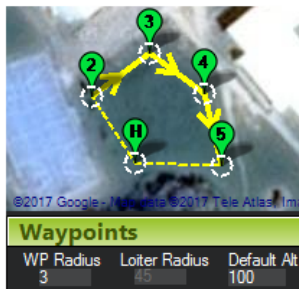 3
2
4
H
5
©2017 Google - ©2017 Tele Atlas, Ima
Waypoints
WP Radius Loiter Radius Default Alt
3 45 100